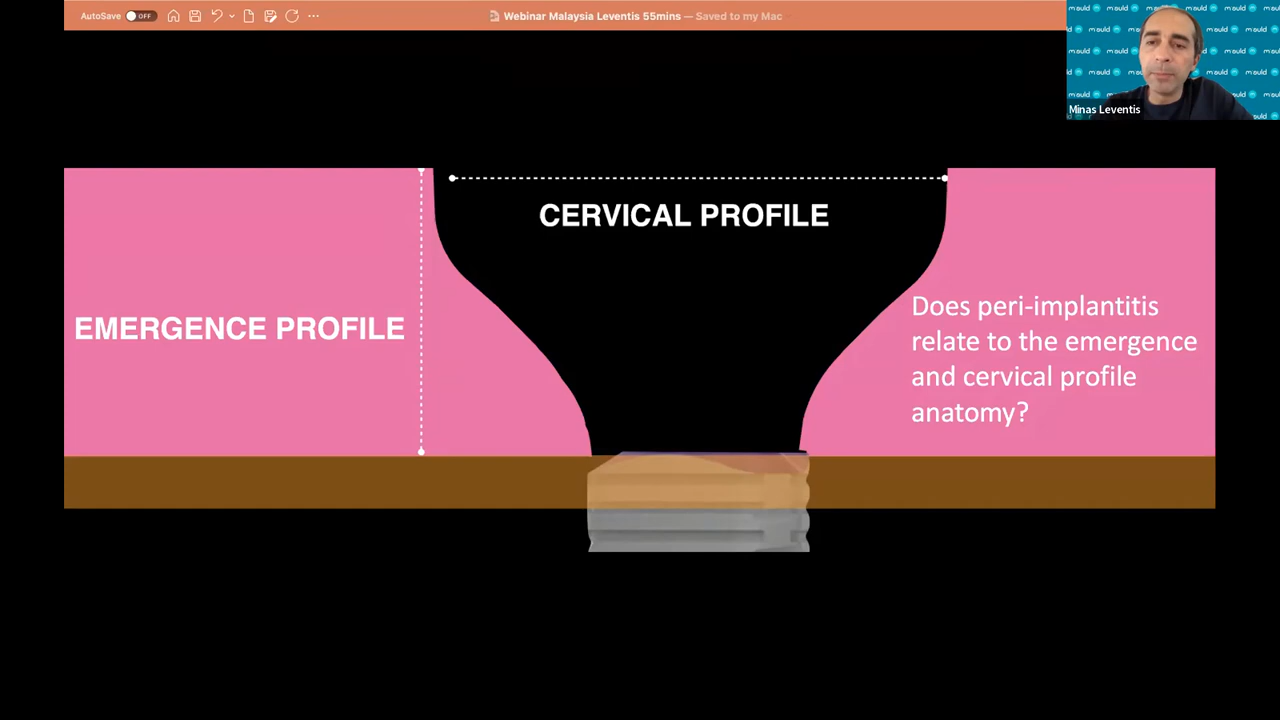 AutoSave OFF
Webinar Malaysia Leventis 55mins — Saved to my Mac
mould
Minas Leventis
CERVICAL PROFILE
EMERGENCE PROFILE
Does peri-implantitis
relate to the emergence
and cervical profile
anatomy?